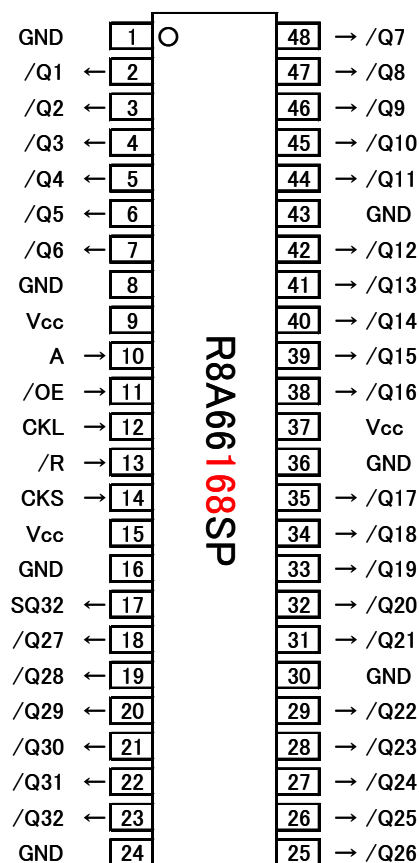 GND 1 48 → /Q7
/Q1 ← 2 47 → /Q8
/Q2 ← 3 46 → /Q9
/Q3 ← 4 45 → /Q10
/Q4 ← 5 44 → /Q11
/Q5 ← 6 43 GND
/Q6 ← 7 42 → /Q12
GND 8 41 → /Q13
Vcc 9 40 → /Q14
A → 10 39 → /Q15
/OE → 11 38 → /Q16
CKL → 12 37 Vcc
/R → 13 36 GND
CKS → 14 35 → /Q17
Vcc 15 34 → /Q18
GND 16 33 → /Q19
SQ32 ← 17 32 → /Q20
/Q27 ← 18 31 → /Q21
/Q28 ← 19 30 GND
/Q29 ← 20 29 → /Q22
/Q30 ← 21 28 → /Q23
/Q31 ← 22 27 → /Q24
/Q32 ← 23 26 → /Q25
GND 24 25 → /Q26
R8A66168SP